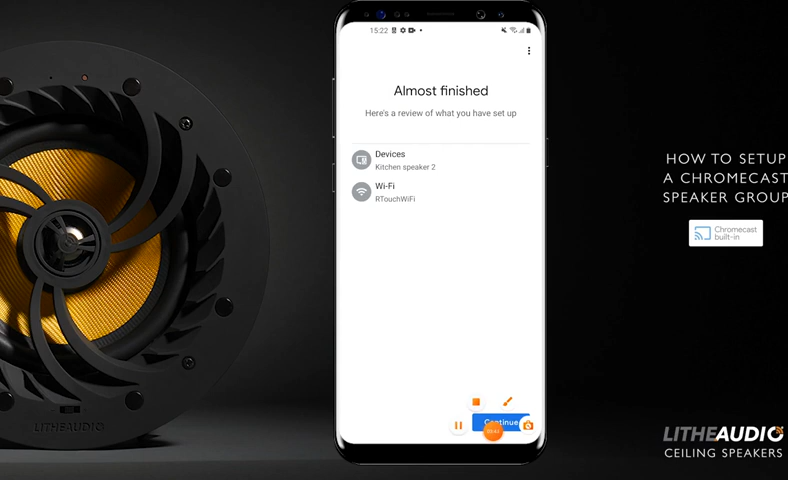 15:22
Almost finished
Here's a review of what you have set up
Devices
Kitchen speaker 2
Wi-Fi
RTouchWiFi
Continue
HOW TO SETUP
A CHROMECAST
SPEAKER GROUP
Chromecast
built-in
LITHEAUDIO
LITHEAUDIO
CEILING SPEAKERS